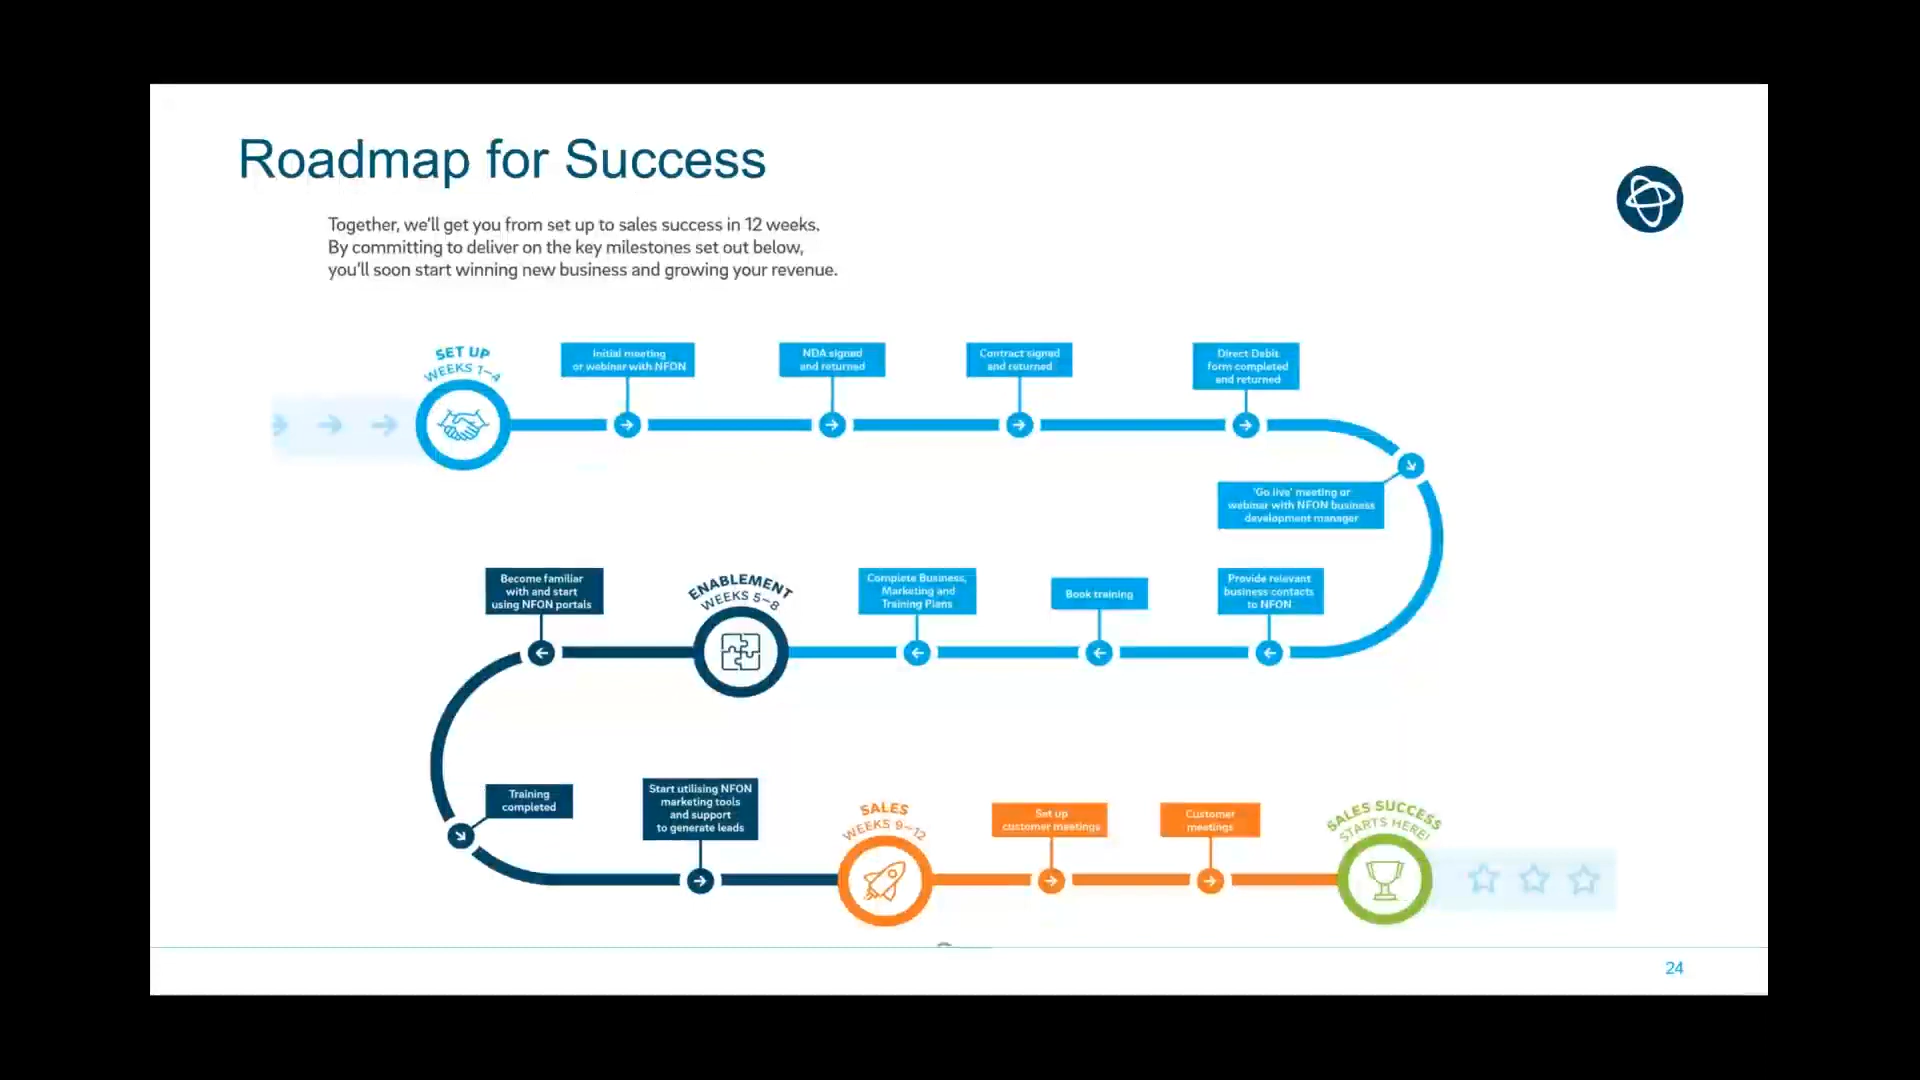 Roadmap for Success
Together, we'll get you from set up to sales success in 12 weeks.
By committing to deliver on the key milestones set out below,
you'll soon start winning new business and growing your revenue.
SET UP
WEEKS 1–4
Initial meeting
or webinar with NFON
NDA signed
and returned
Contract signed
and returned
Direct Debit
form completed
and returned
'Go live' meeting or
webinar with NFON business
development manager
Provide relevant
business contacts
to NFON
Book training
Complete Business,
Marketing and
Training Plans
ENABLEMENT
WEEKS 5–8
Become familiar
with and start
using NFON portals
Training
completed
Start utilising NFON
marketing tools
and support
to generate leads
SALES
WEEKS 9–12
Set up
customer meetings
Customer
meetings
SALES SUCCESS
STARTS HERE!
24